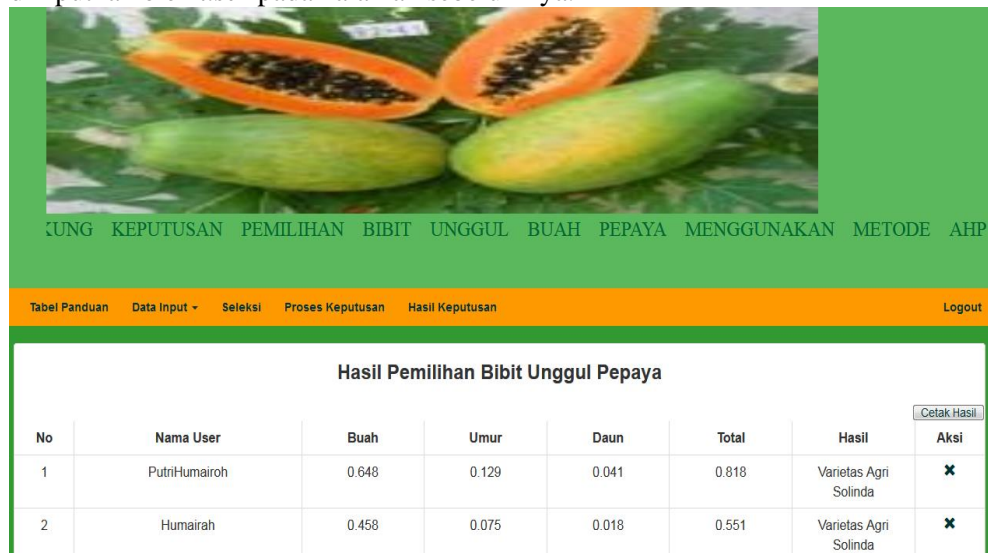 KEPUTUSAN PEMILIHAN BIBIT UNGGUL BUAH PEPAYA MENGGUNAKAN METODE AHP
Tabel Panduan Data Input Seleksi Proses Keputusan Hasil Keputusan Logout
Hasil Pemilihan Bibit Unggul Pepaya
Cetak Hasil
No Nama User Buah Umur Daun Total Hasil Aksi
1 PutriHumairoh 0.648 0.129 0.041 0.818 Varietas Agri
Solinda
2 Humairah 0.458 0.075 0.018 0.551 Varietas Agri
Solinda